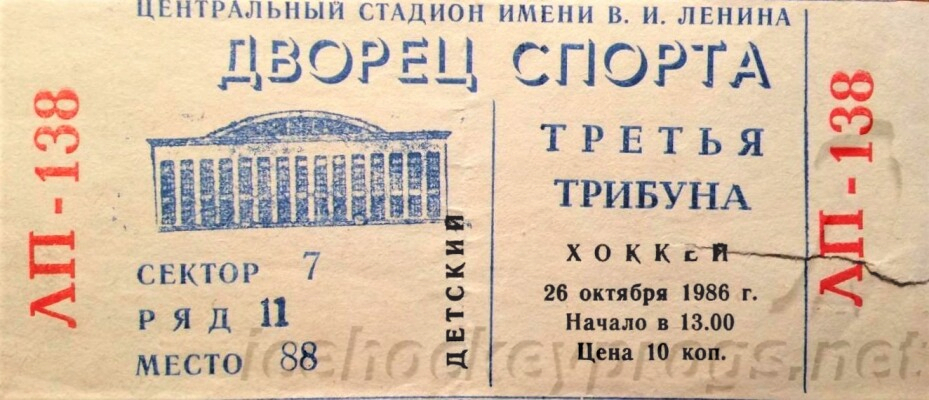 ЦЕНТРАЛЬНЫЙ СТАДИОН ИМЕНИ В. И. ЛЕНИНА
ДВОРЕЦ СПОРТА
ЛП - 138
СЕКТОР 7
РЯД 11
МЕСТО 88
ДЕТСКИЙ
ТРЕТЬЯ
ТРИБУНА
ХОККЕЙ
26 октября 1986 г.
Начало в 13.00
Цена 10 коп.
ЛП - 138
icehockeyprogs.net